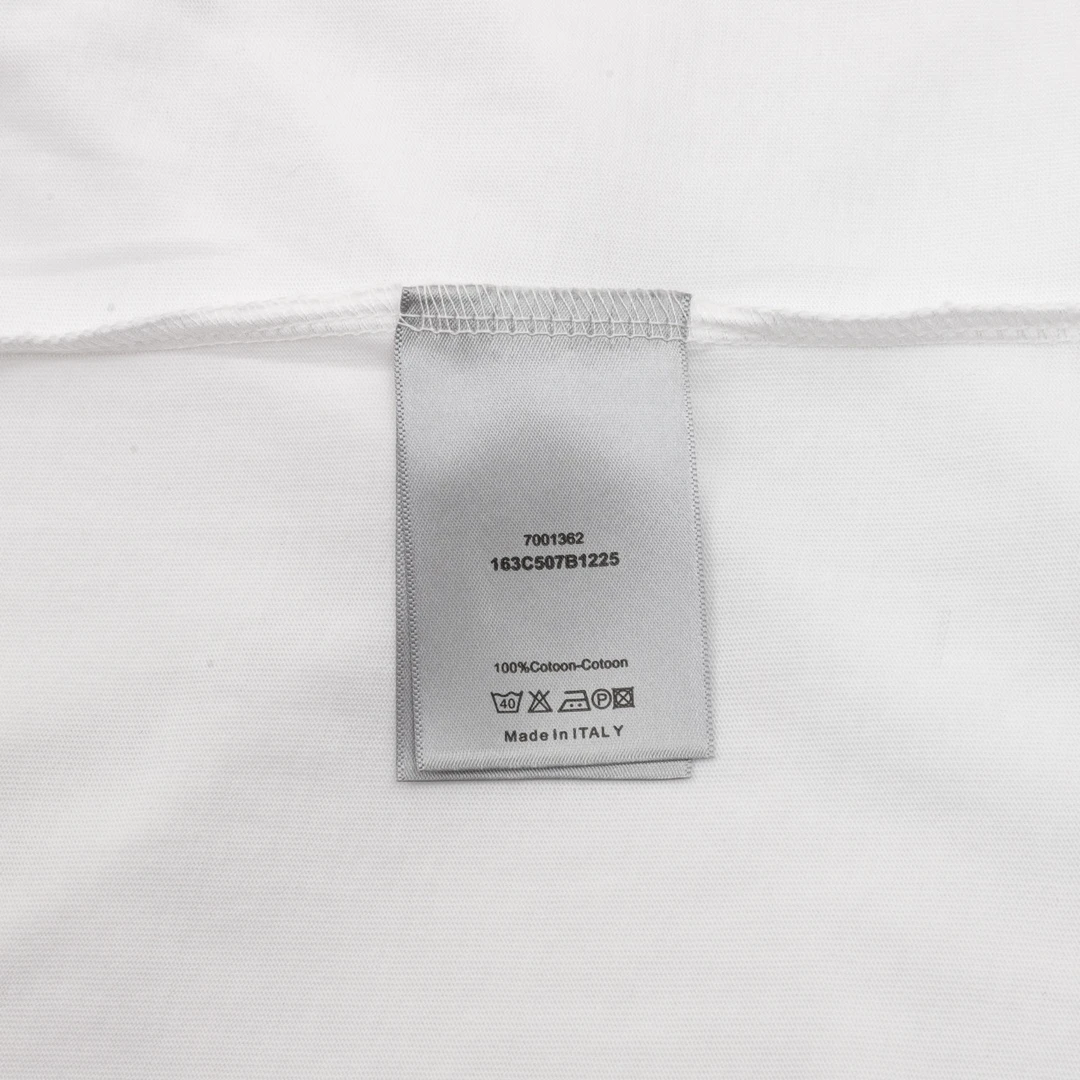 7001362
163C507B1225
100%Cotoon-Cotoon
40 P
Made in ITALY